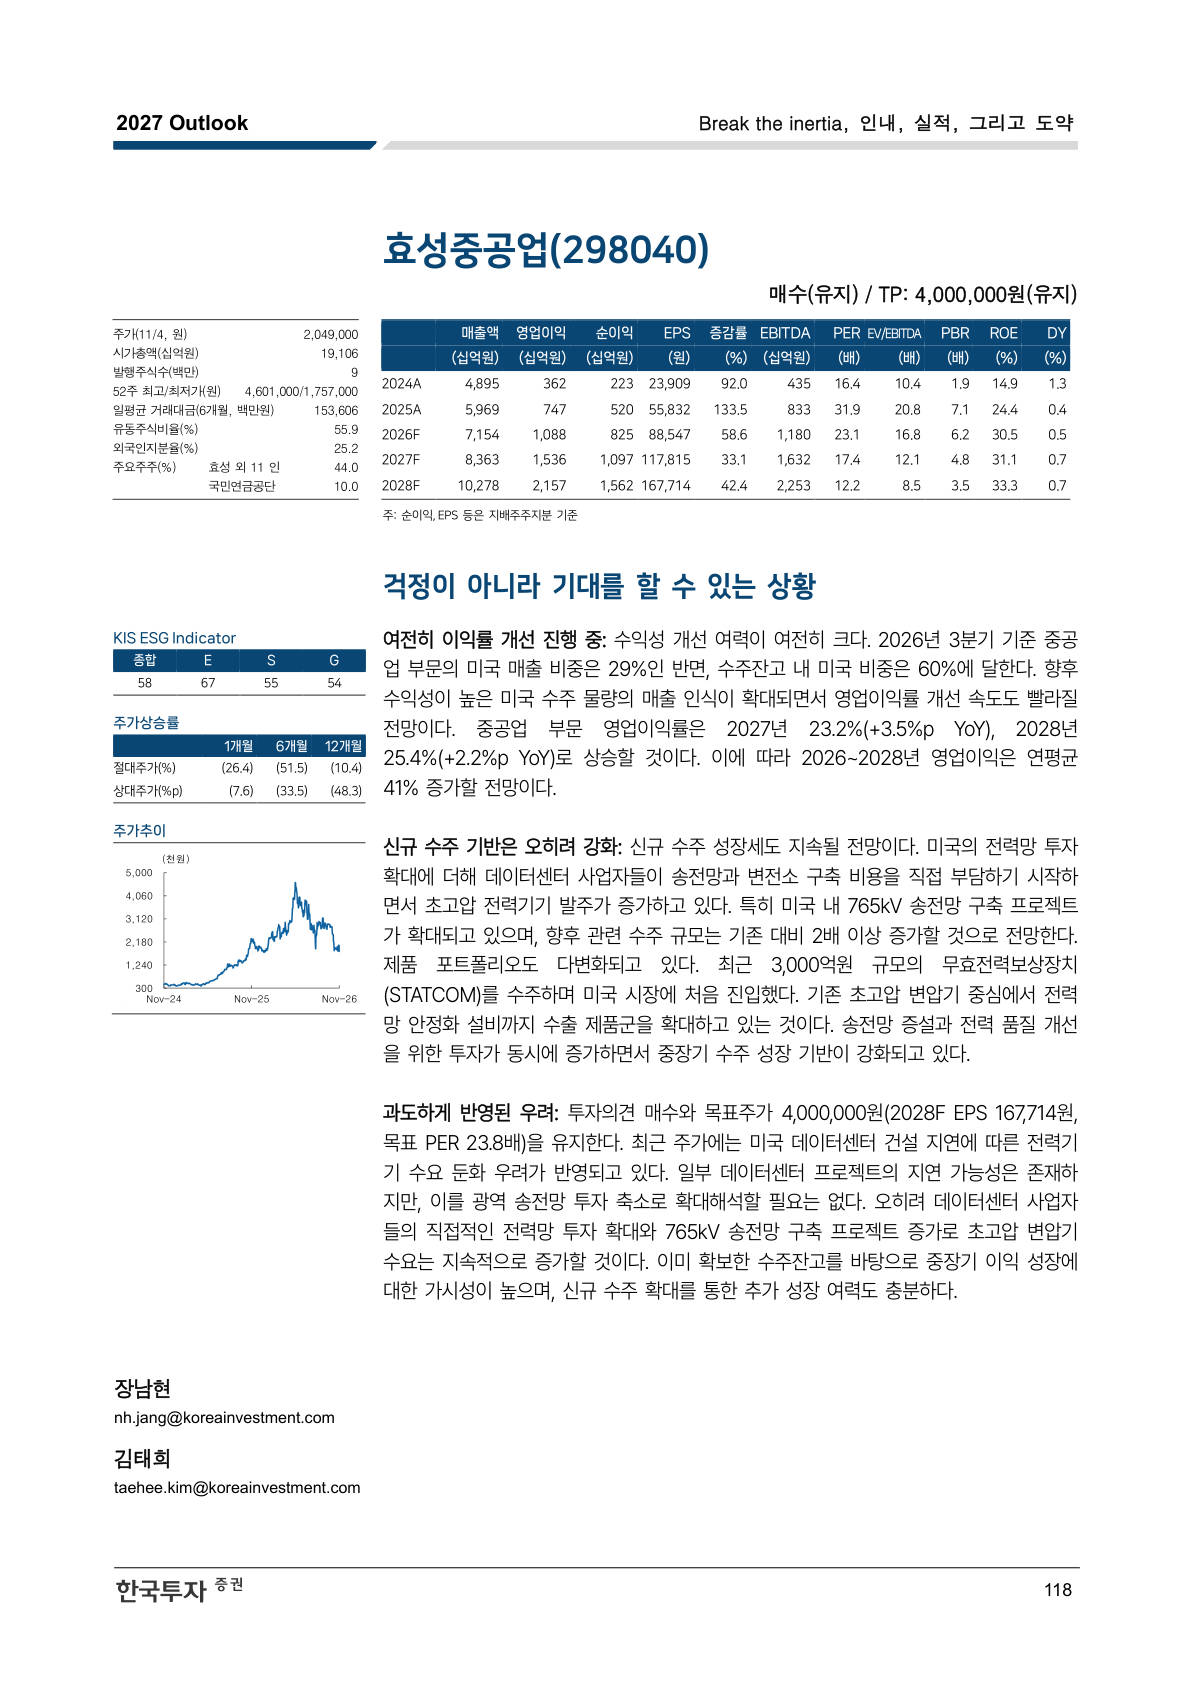 2027 Outlook
Break the inertia, 인내, 실적, 그리고 도약
효성중공업(298040)
매수(유지) / TP: 4,000,000원(유지)
주가(11/4, 원) 2,049,000
시가총액(십억원) 19,106
발행주식수(백만) 9
52주 최고/최저가(원) 4,601,000/1,757,000
일평균 거래대금(6개월, 백만원) 153,606
유동주식비율(%) 55.9
외국인지분율(%) 25.2
주요주주(%) 효성 외 11 인 44.0
국민연금공단 10.0
매출액 영업이익 순이익 EPS 증감률 EBITDA PER EV/EBITDA PBR ROE DY
(십억원) (십억원) (십억원) (원) (%) (십억원) (배) (배) (배) (%) (%)
2024A 4,895 362 223 23,909 92.0 435 16.4 10.4 1.9 14.9 1.3
2025A 5,969 747 520 55,832 133.5 833 31.9 20.8 7.1 24.4 0.4
2026F 7,154 1,088 825 88,547 58.6 1,180 23.1 16.8 6.2 30.5 0.5
2027F 8,363 1,536 1,097 117,815 33.1 1,632 17.4 12.1 4.8 31.1 0.7
2028F 10,278 2,157 1,562 167,714 42.4 2,253 12.2 8.5 3.5 33.3 0.7
주: 순이익, EPS 등은 지배주주지분 기준
걱정이 아니라 기대를 할 수 있는 상황
KIS ESG Indicator
종합 E S G
58 67 55 54
주가상승률
1개월 6개월 12개월
절대주가(%) (26.4) (51.5) (10.4)
상대주가(%p) (7.6) (33.5) (48.3)
주가추이
(천원)
5,000
4,060
3,120
2,180
1,240
300
Nov-24 Nov-25 Nov-26
여전히 이익률 개선 진행 중: 수익성 개선 여력이 여전히 크다. 2026년 3분기 기준 중공
업 부문의 미국 매출 비중은 29%인 반면, 수주잔고 내 미국 비중은 60%에 달한다. 향후
수익성이 높은 미국 수주 물량의 매출 인식이 확대되면서 영업이익률 개선 속도도 빨라질
전망이다. 중공업 부문 영업이익률은 2027년 23.2%(+3.5%p YoY), 2028년
25.4%(+2.2%p YoY)로 상승할 것이다. 이에 따라 2026~2028년 영업이익은 연평균
41% 증가할 전망이다.
신규 수주 기반은 오히려 강화: 신규 수주 성장세도 지속될 전망이다. 미국의 전력망 투자
확대에 더해 데이터센터 사업자들이 송전망과 변전소 구축 비용을 직접 부담하기 시작하
면서 초고압 전력기기 발주가 증가하고 있다. 특히 미국 내 765kV 송전망 구축 프로젝트
가 확대되고 있으며, 향후 관련 수주 규모는 기존 대비 2배 이상 증가할 것으로 전망한다.
제품 포트폴리오도 다변화되고 있다. 최근 3,000억원 규모의 무효전력보상장치
(STATCOM)를 수주하며 미국 시장에 처음 진입했다. 기존 초고압 변압기 중심에서 전력
망 안정화 설비까지 수출 제품군을 확대하고 있는 것이다. 송전망 증설과 전력 품질 개선
을 위한 투자가 동시에 증가하면서 중장기 수주 성장 기반이 강화되고 있다.
과도하게 반영된 우려: 투자의견 매수와 목표주가 4,000,000원(2028F EPS 167,714원,
목표 PER 23.8배)을 유지한다. 최근 주가에는 미국 데이터센터 건설 지연에 따른 전력기
기 수요 둔화 우려가 반영되고 있다. 일부 데이터센터 프로젝트의 지연 가능성은 존재하
지만, 이를 광역 송전망 투자 축소로 확대해석할 필요는 없다. 오히려 데이터센터 사업자
들의 직접적인 전력망 투자 확대와 765kV 송전망 구축 프로젝트 증가로 초고압 변압기
수요는 지속적으로 증가할 것이다. 이미 확보한 수주잔고를 바탕으로 중장기 이익 성장에
대한 가시성이 높으며, 신규 수주 확대를 통한 추가 성장 여력도 충분하다.
장남현
nh.jang@koreainvestment.com
김태희
taehee.kim@koreainvestment.com
한국투자 증권
118